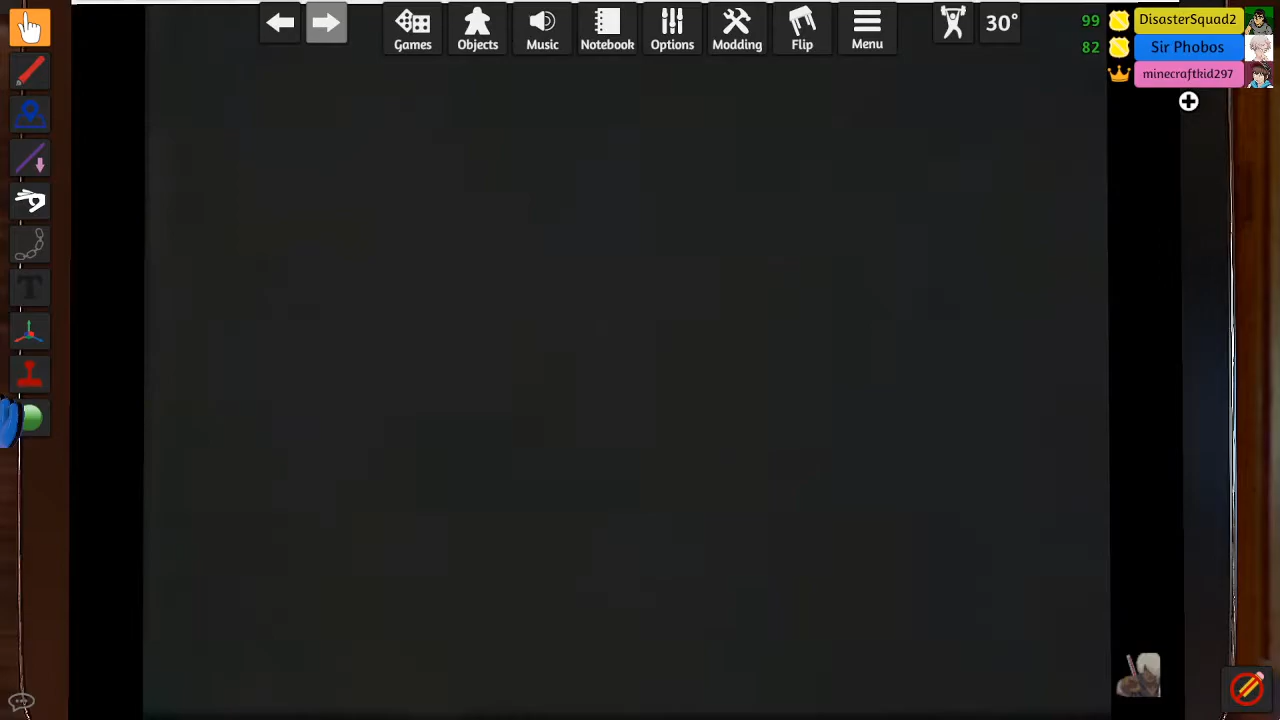 Games
Objects
Music
Notebook
Options
Modding
Flip
Menu
30°
99
DisasterSquad2
82
Sir Phobos
minecraftkid297
T